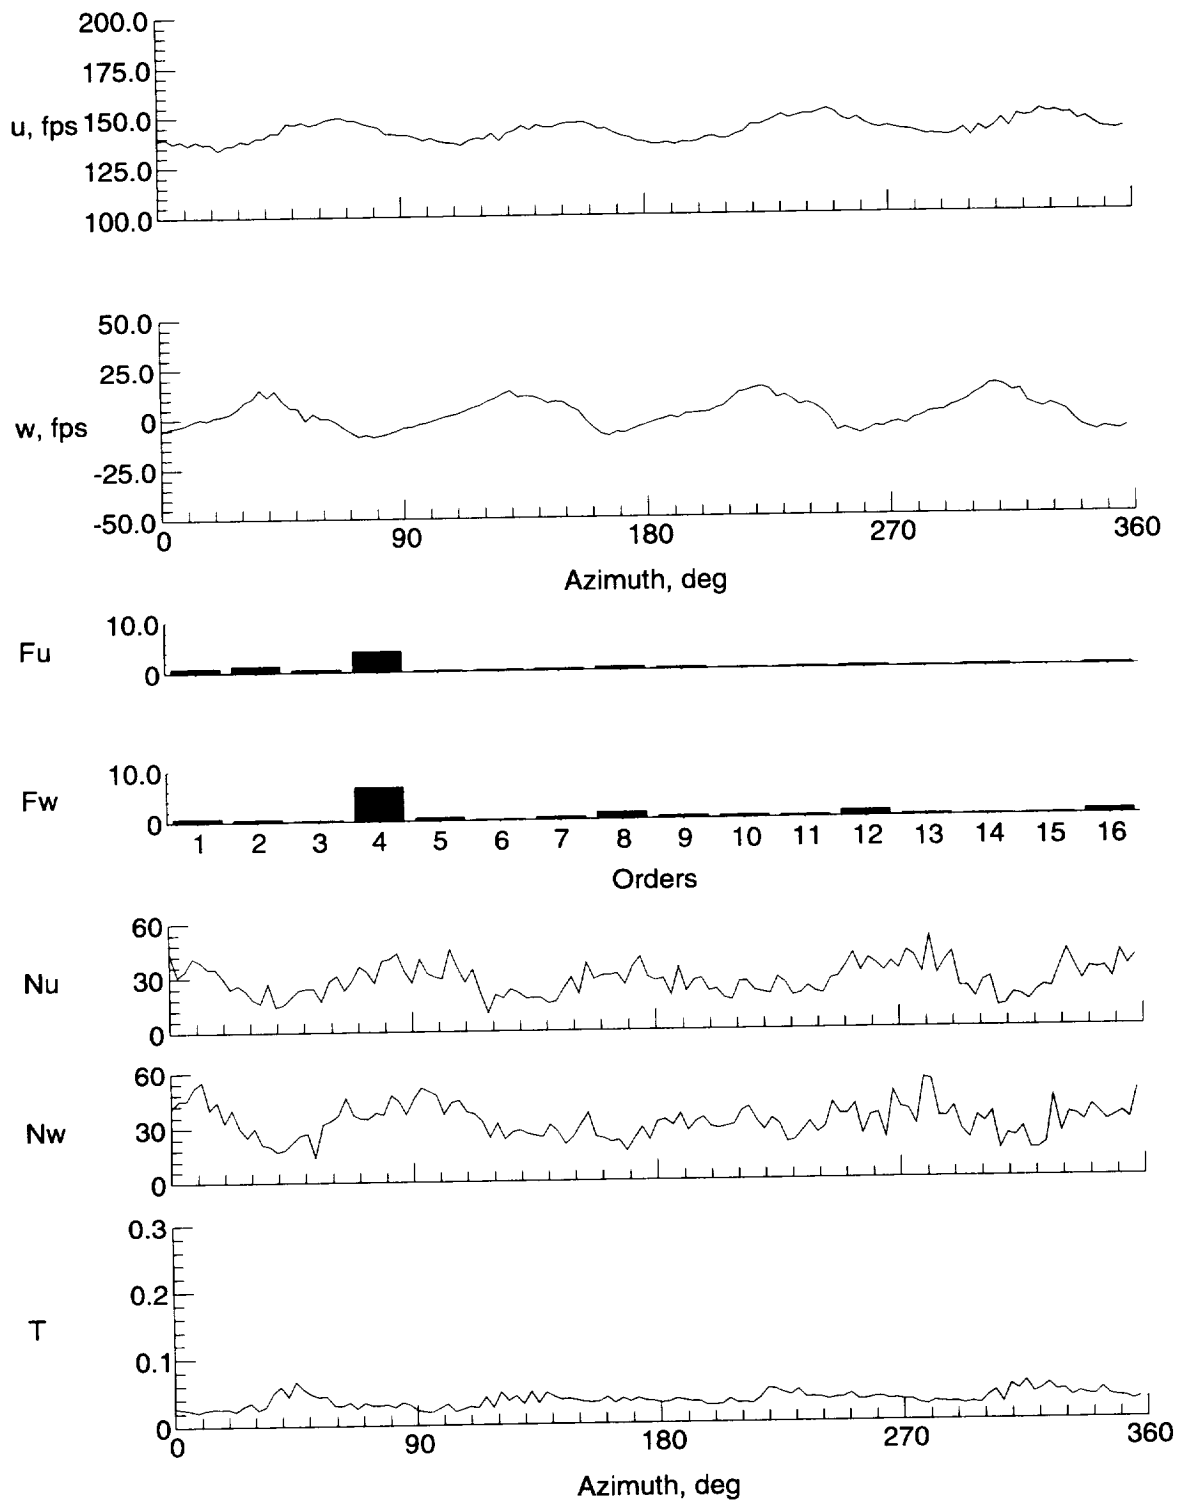 200.0
175.0
u, fps 150.0
125.0
100.0
50.0
25.0
w, fps 0
-25.0
-50.0
0 90 180 270 360
Azimuth, deg
Fu 10.0
0
Fw 10.0
0
1 2 3 4 5 6 7 8 9 10 11 12 13 14 15 16
Orders
60
Nu 30
0
60
Nw 30
0
0.3
0.2
T
0.1
0
0 90 180 270 360
Azimuth, deg